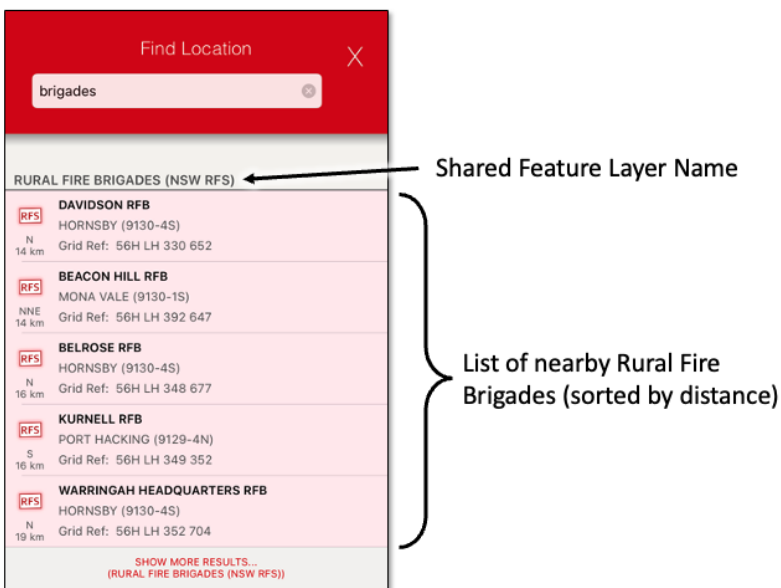 Find Location
X
brigades
RURAL FIRE BRIGADES (NSW RFS)
Shared Feature Layer Name
RFS
N
14 km
DAVIDSON RFB
HORNSBY (9130-4S)
Grid Ref: 56H LH 330 652
RFS
NNE
14 km
BEACON HILL RFB
MONA VALE (9130-1S)
Grid Ref: 56H LH 392 647
RFS
N
16 km
BELROSE RFB
HORNSBY (9130-4S)
Grid Ref: 56H LH 348 677
RFS
S
16 km
KURNELL RFB
PORT HACKING (9129-4N)
Grid Ref: 56H LH 349 352
RFS
N
19 km
WARRINGAH HEADQUARTERS RFB
HORNSBY (9130-4S)
Grid Ref: 56H LH 352 704
List of nearby Rural Fire
Brigades (sorted by distance)
SHOW MORE RESULTS...
(RURAL FIRE BRIGADES (NSW RFS))